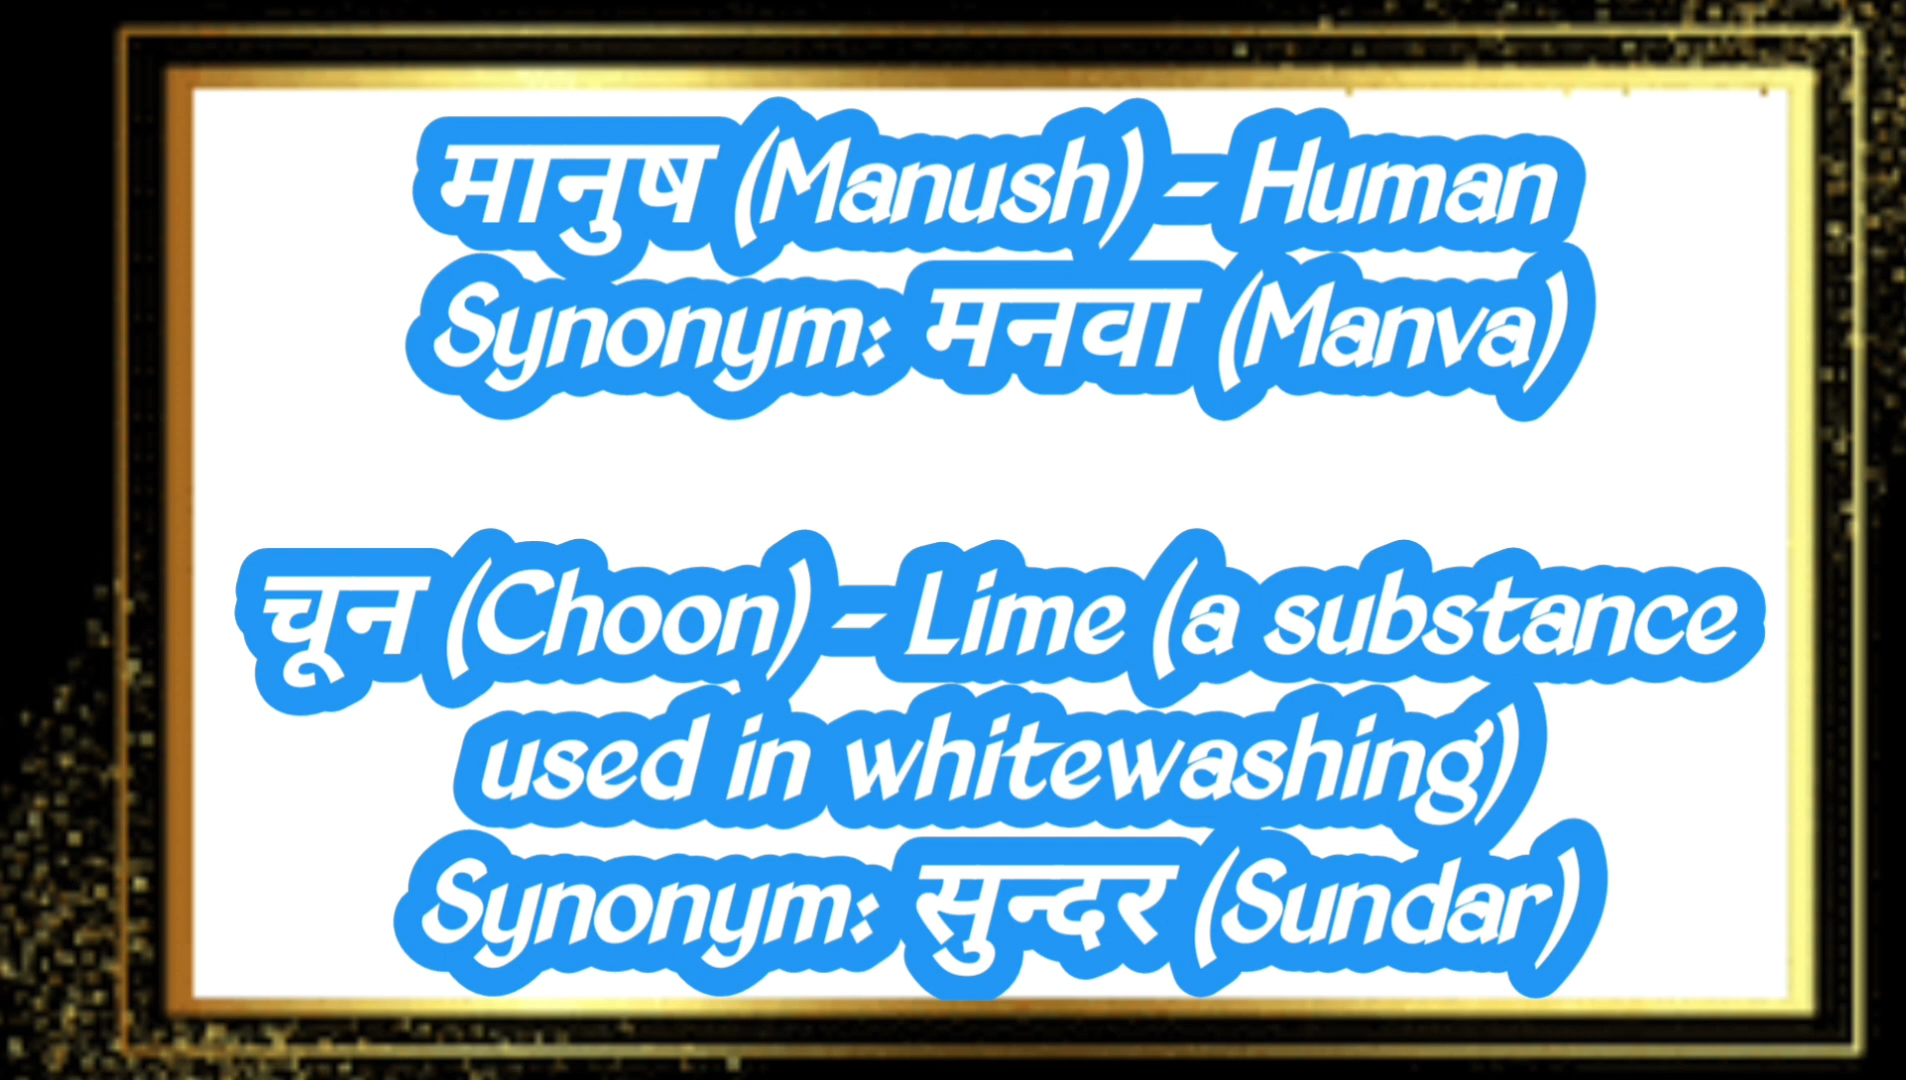 मानुष (Manush) - Human
Synonym: मनवा (Manva)
चून (Choon) - Lime (a substance
used in whitewashing)
Synonym: सुन्दर (Sundar)